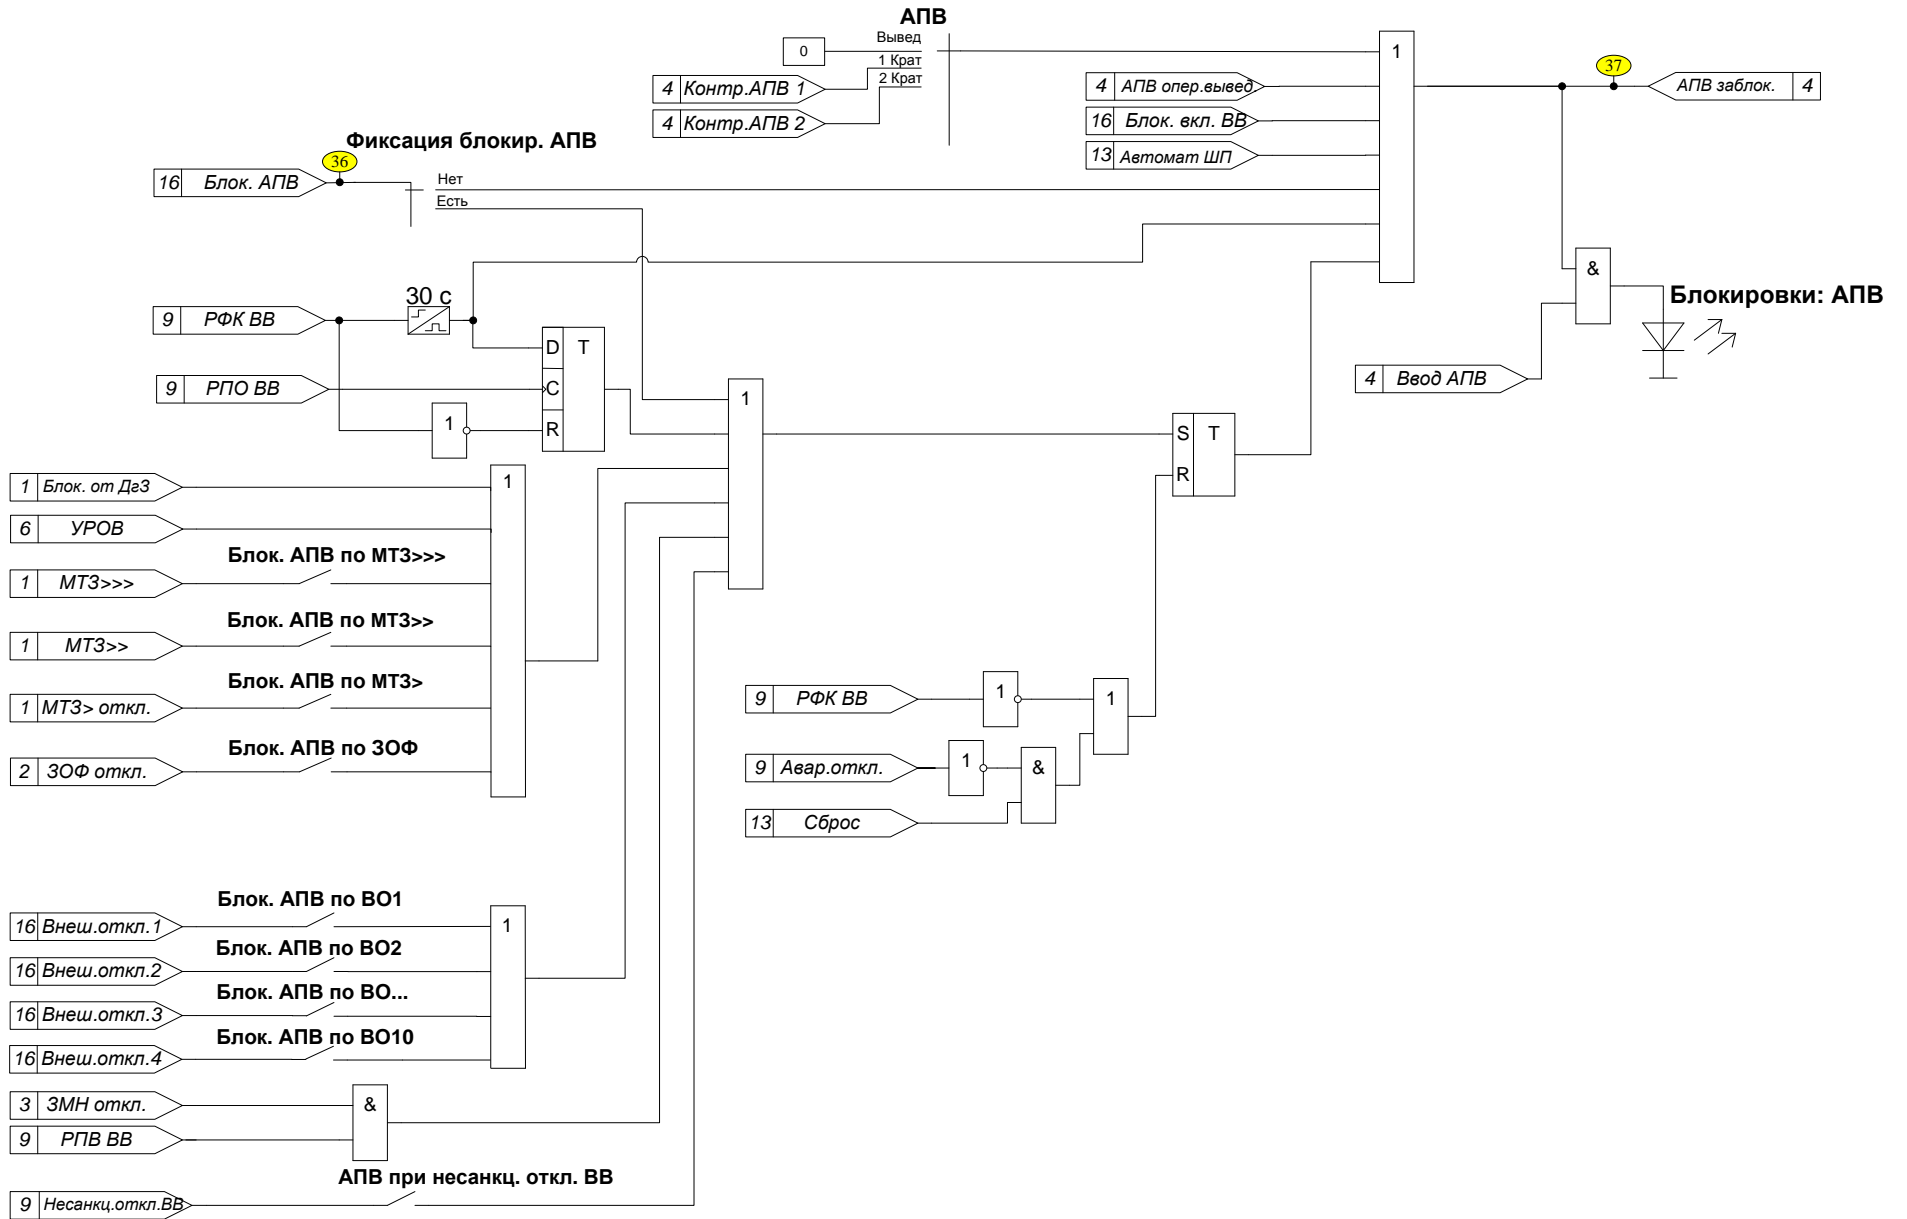 АПВ
Вывед
0
1 Крат
2 Крат
4 Контр.АПВ 1
4 Контр.АПВ 2
1
4 АПВ опер.вывед.
16 Блок. вкл. ВВ
13 Автомат ШП
37
АПВ заблок. 4
Фиксация блокир. АПВ
36
16 Блок. АПВ
Нет
Есть
&
Блокировки: АПВ
4 Ввод АПВ
30 с
9 РФК ВВ
D T
9 РПО ВВ
C
1
R
1
S T
R
1 Блок. от ДгЗ
1
6 УРОВ
Блок. АПВ по МТЗ>>>
1 МТЗ>>>
Блок. АПВ по МТЗ>>
1 МТЗ>>
Блок. АПВ по МТЗ>
1 МТЗ> откл.
Блок. АПВ по ЗОФ
2 ЗОФ откл.
9 РФК ВВ
1
1
9 Авар.откл.
1
&
13 Сброс
Блок. АПВ по ВО1
16 Внеш.откл.1
1
Блок. АПВ по ВО2
16 Внеш.откл.2
Блок. АПВ по ВО...
16 Внеш.откл.3
Блок. АПВ по ВО10
16 Внеш.откл.4
3 ЗМН откл.
&
9 РПВ ВВ
АПВ при несанкц. откл. ВВ
9 Несанкц.откл.ВВ